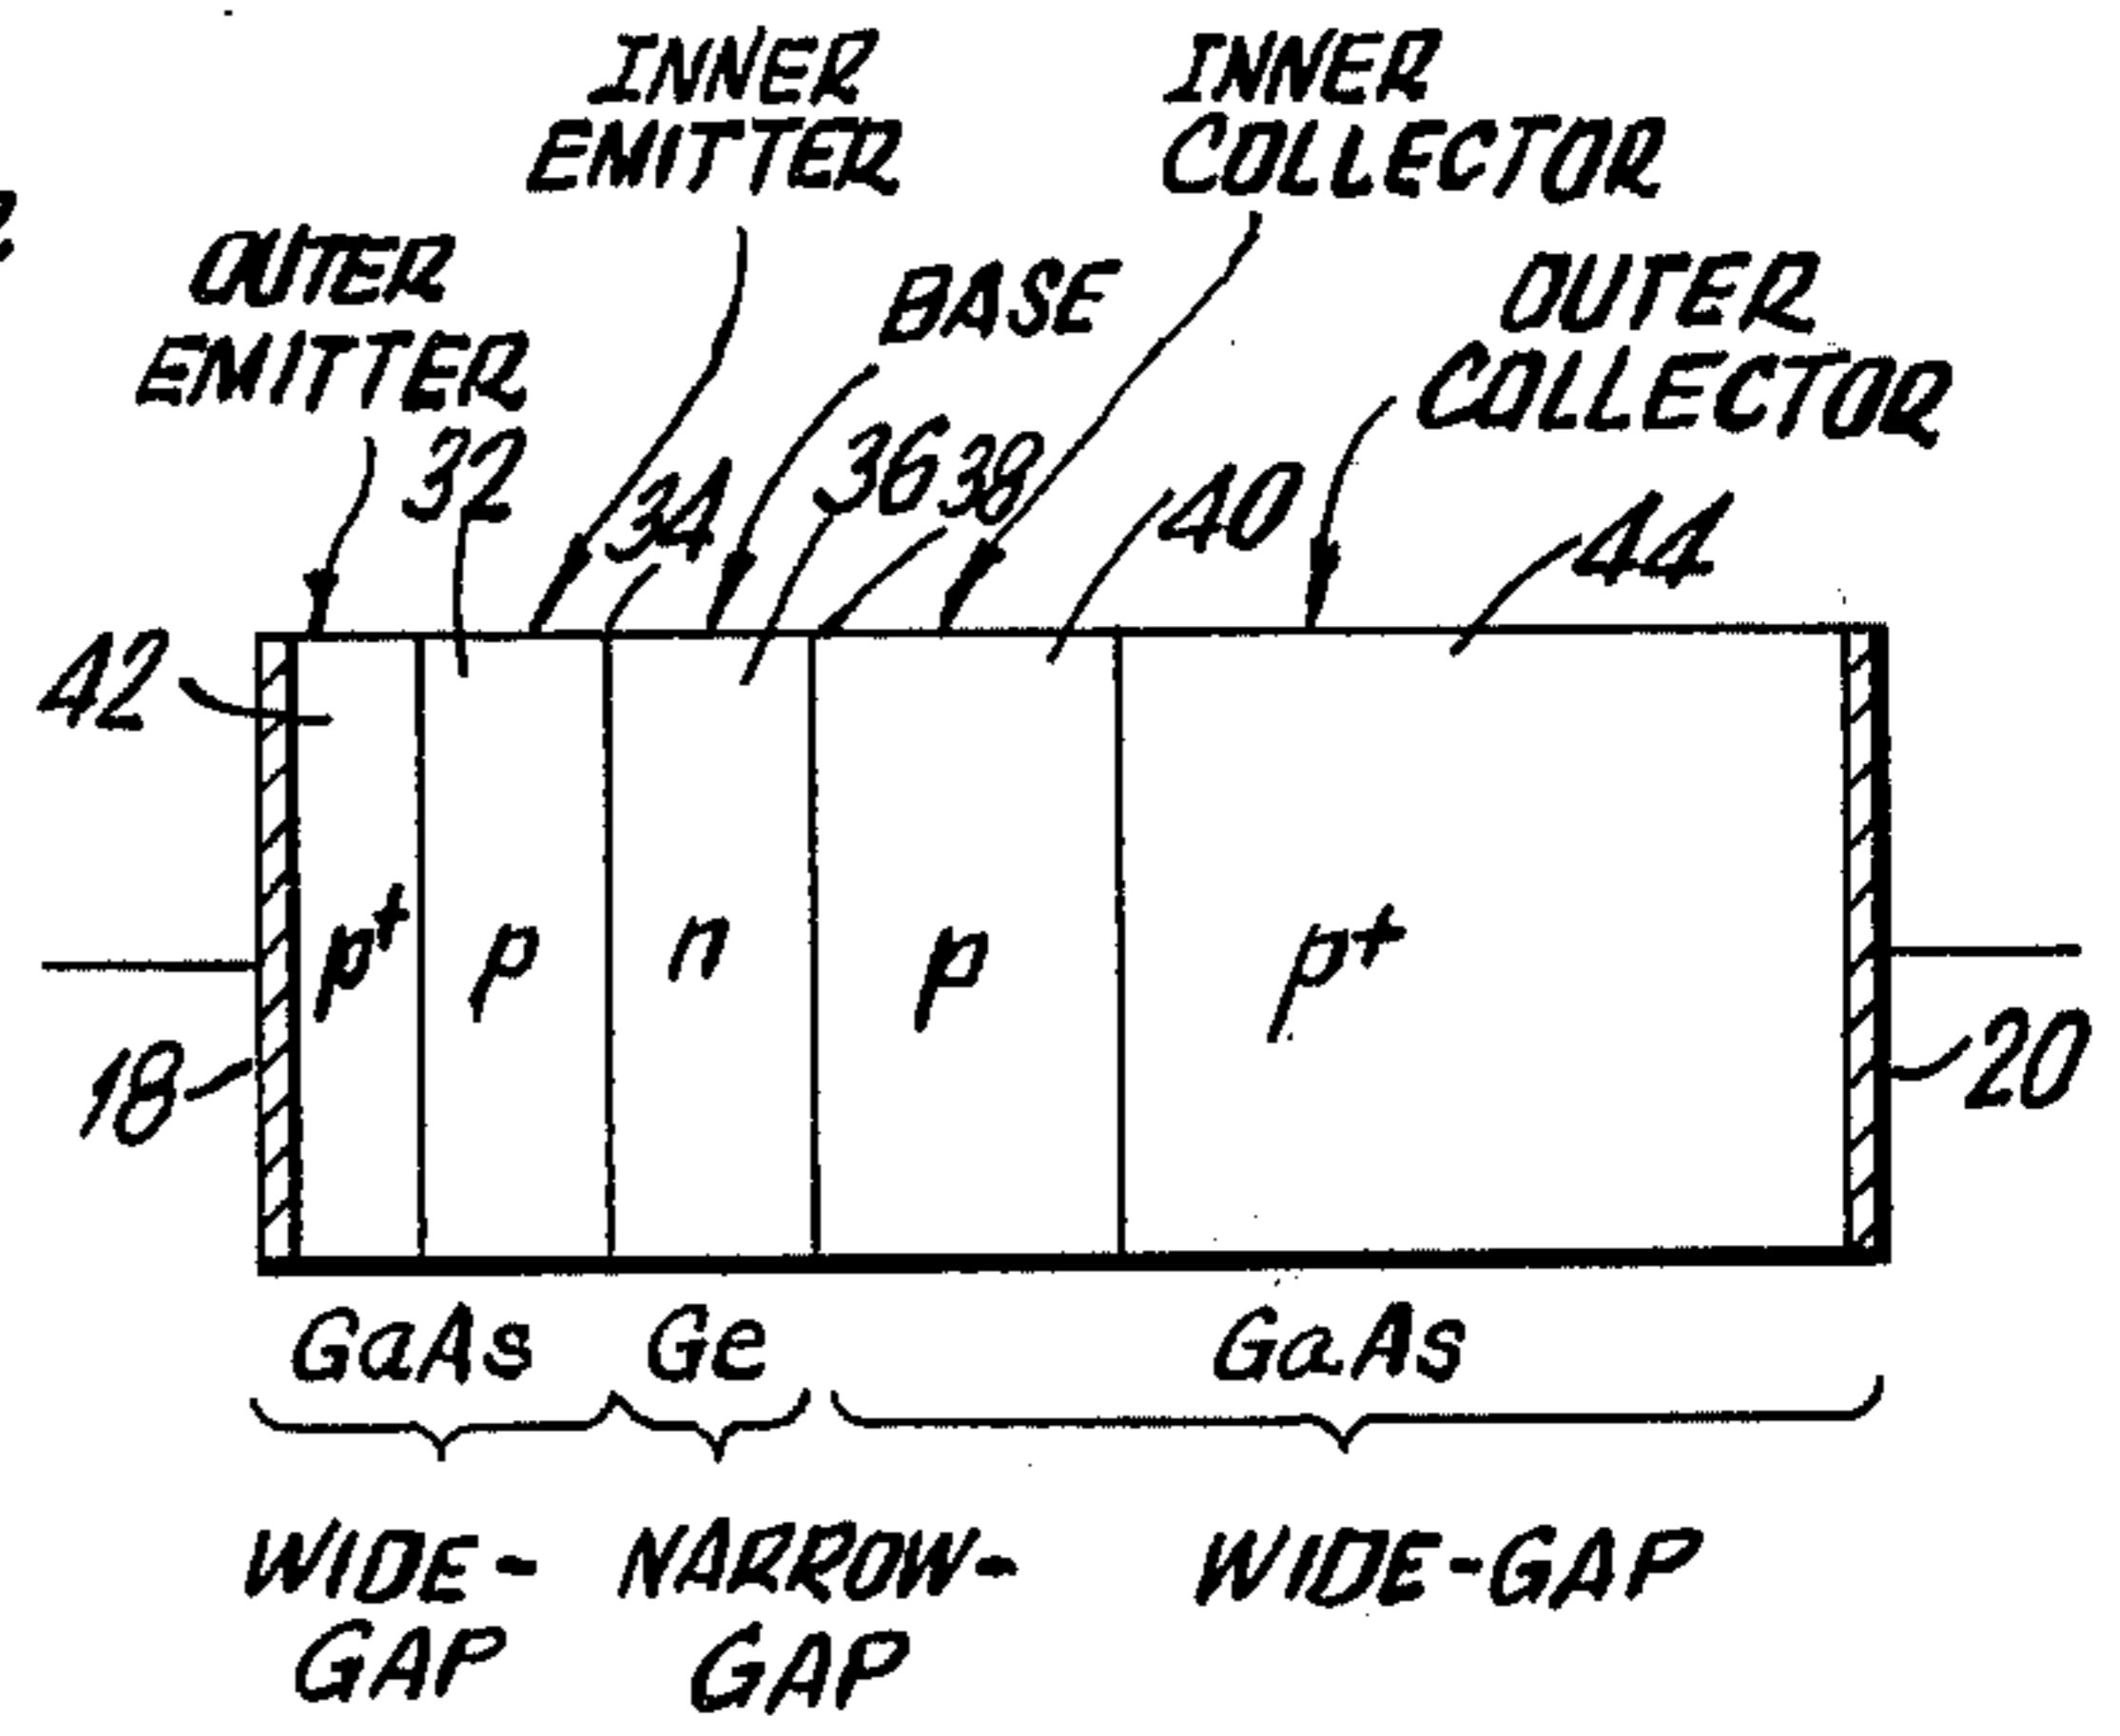 INNER
EMITTER
INNER
COLLECTOR
OUTER
EMITTER
BASE
OUTER
COLLECTOR
32
34
36
38
40
44
42
p+
p
n
p
p+
18
20
GaAs
Ge
GaAs
WIDE-
GAP
NARROW-
GAP
WIDE-GAP